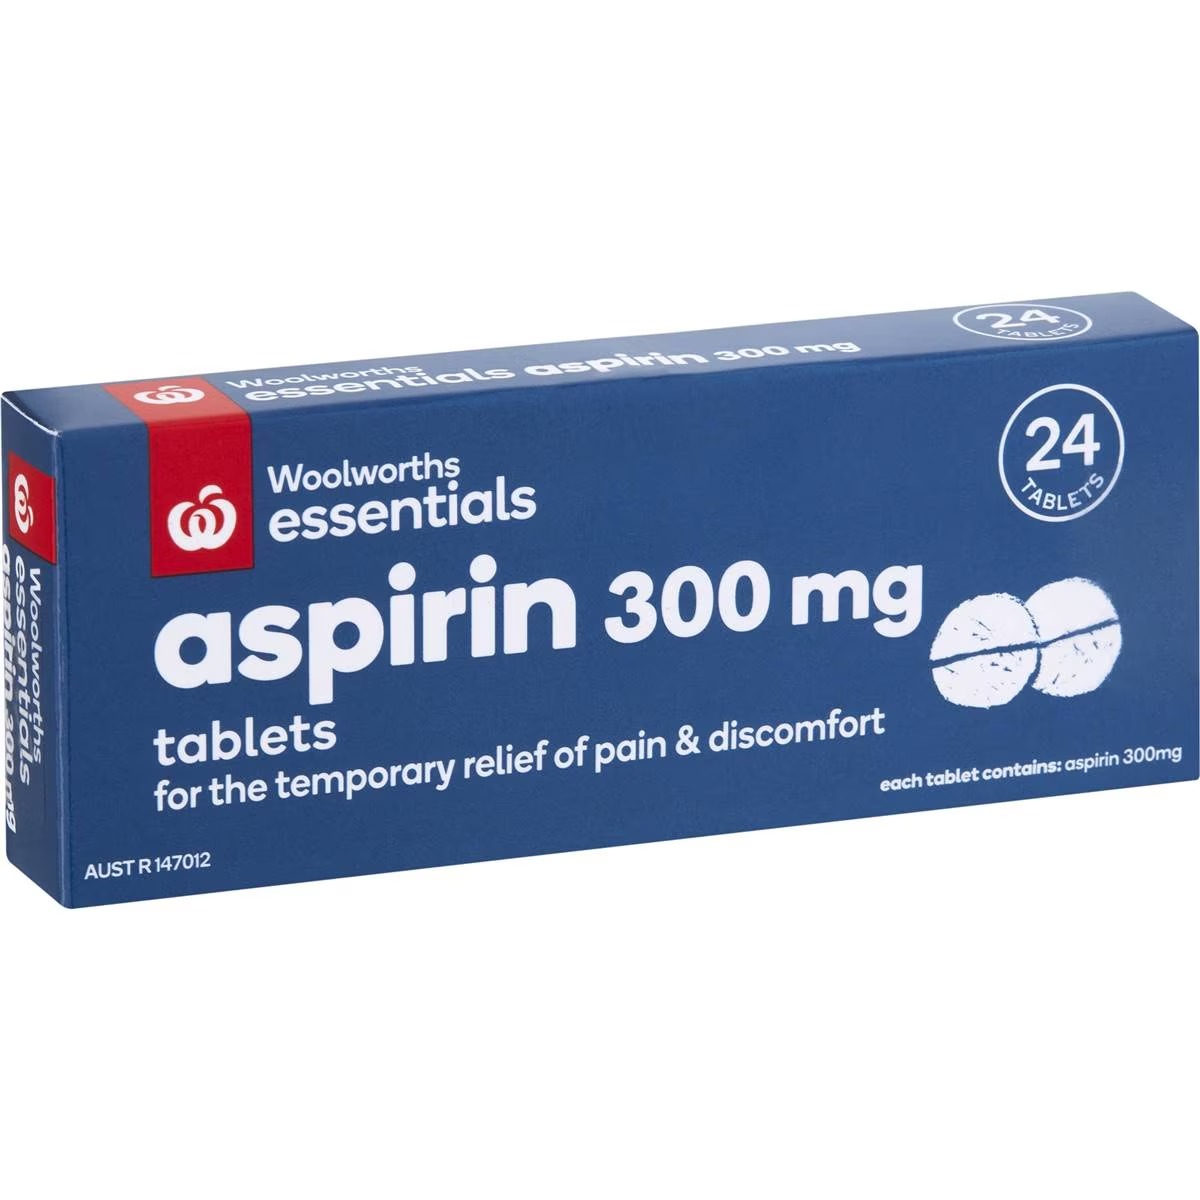 24
TABLETS
Woolworths
essentials aspirin 300 mg
24
TABLETS
Woolworths
essentials
aspirin 300 mg
tablets
for the temporary relief of pain & discomfort
each tablet contains: aspirin 300mg
AUST R 147012
Woolworths
essentials
aspirin 300 mg